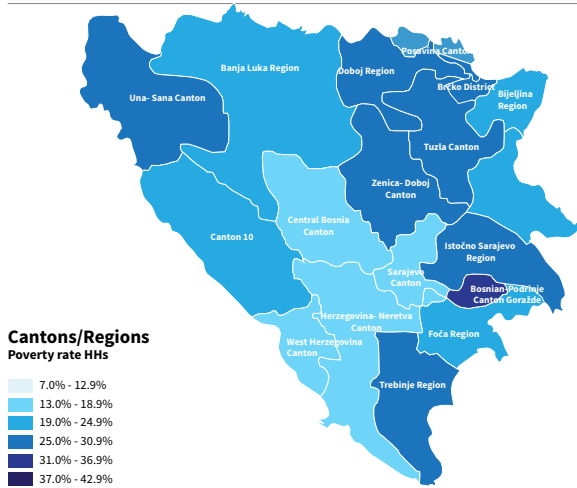 Posavina Canton
Banja Luka Region
Doboj Region
Brčko District
Una- Sana Canton
Bijeljina
Region
Tuzla Canton
Zenica- Doboj
Canton
Central Bosnia
Canton
Canton 10
Istočno Sarajevo
Region
Sarajevo
Canton
Bosnian-Podrinje
Canton Goražde
Herzegovina- Neretva
Canton
Foča Region
West Herzegovina
Canton
Trebinje Region
Cantons/Regions
Poverty rate HHs
7.0% - 12.9%
13.0% - 18.9%
19.0% - 24.9%
25.0% - 30.9%
31.0% - 36.9%
37.0% - 42.9%